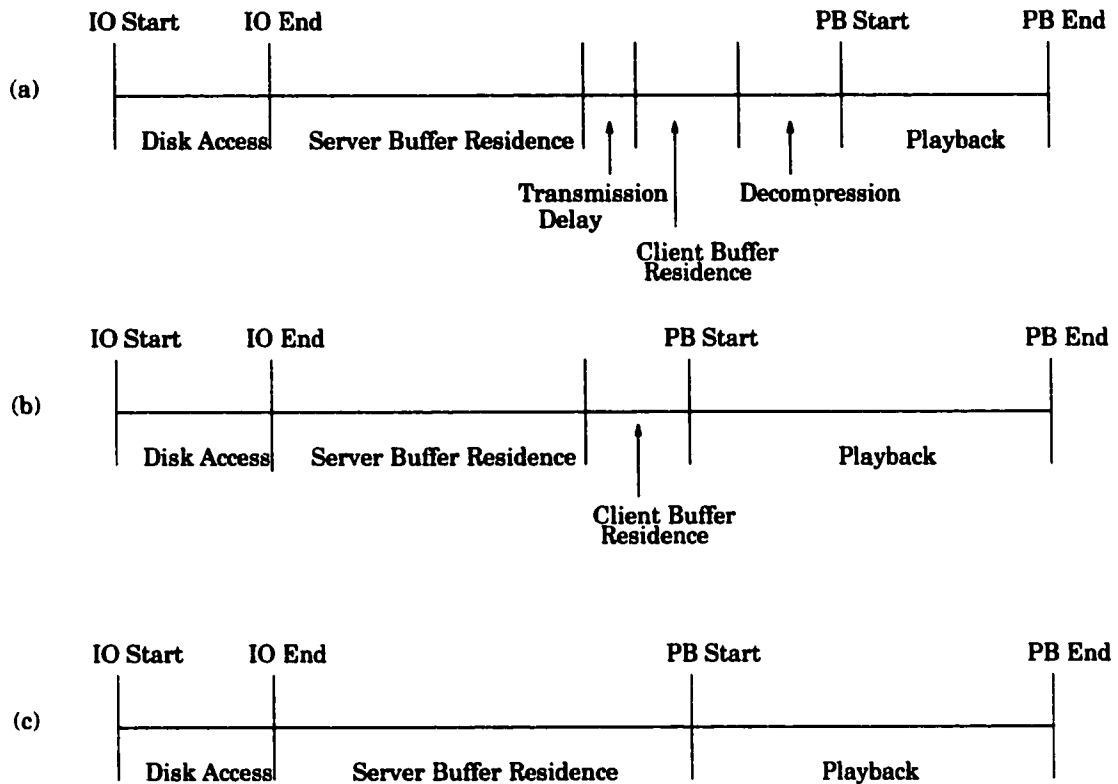 IO Start IO End PB Start PB End
(a)
Disk Access Server Buffer Residence Playback
Transmission Delay
Decompression
Client Buffer Residence
IO Start IO End PB Start PB End
(b)
Disk Access Server Buffer Residence Playback
Client Buffer
Residence
IO Start IO End PB Start PB End
(c)
Disk Access Server Buffer Residence Playback